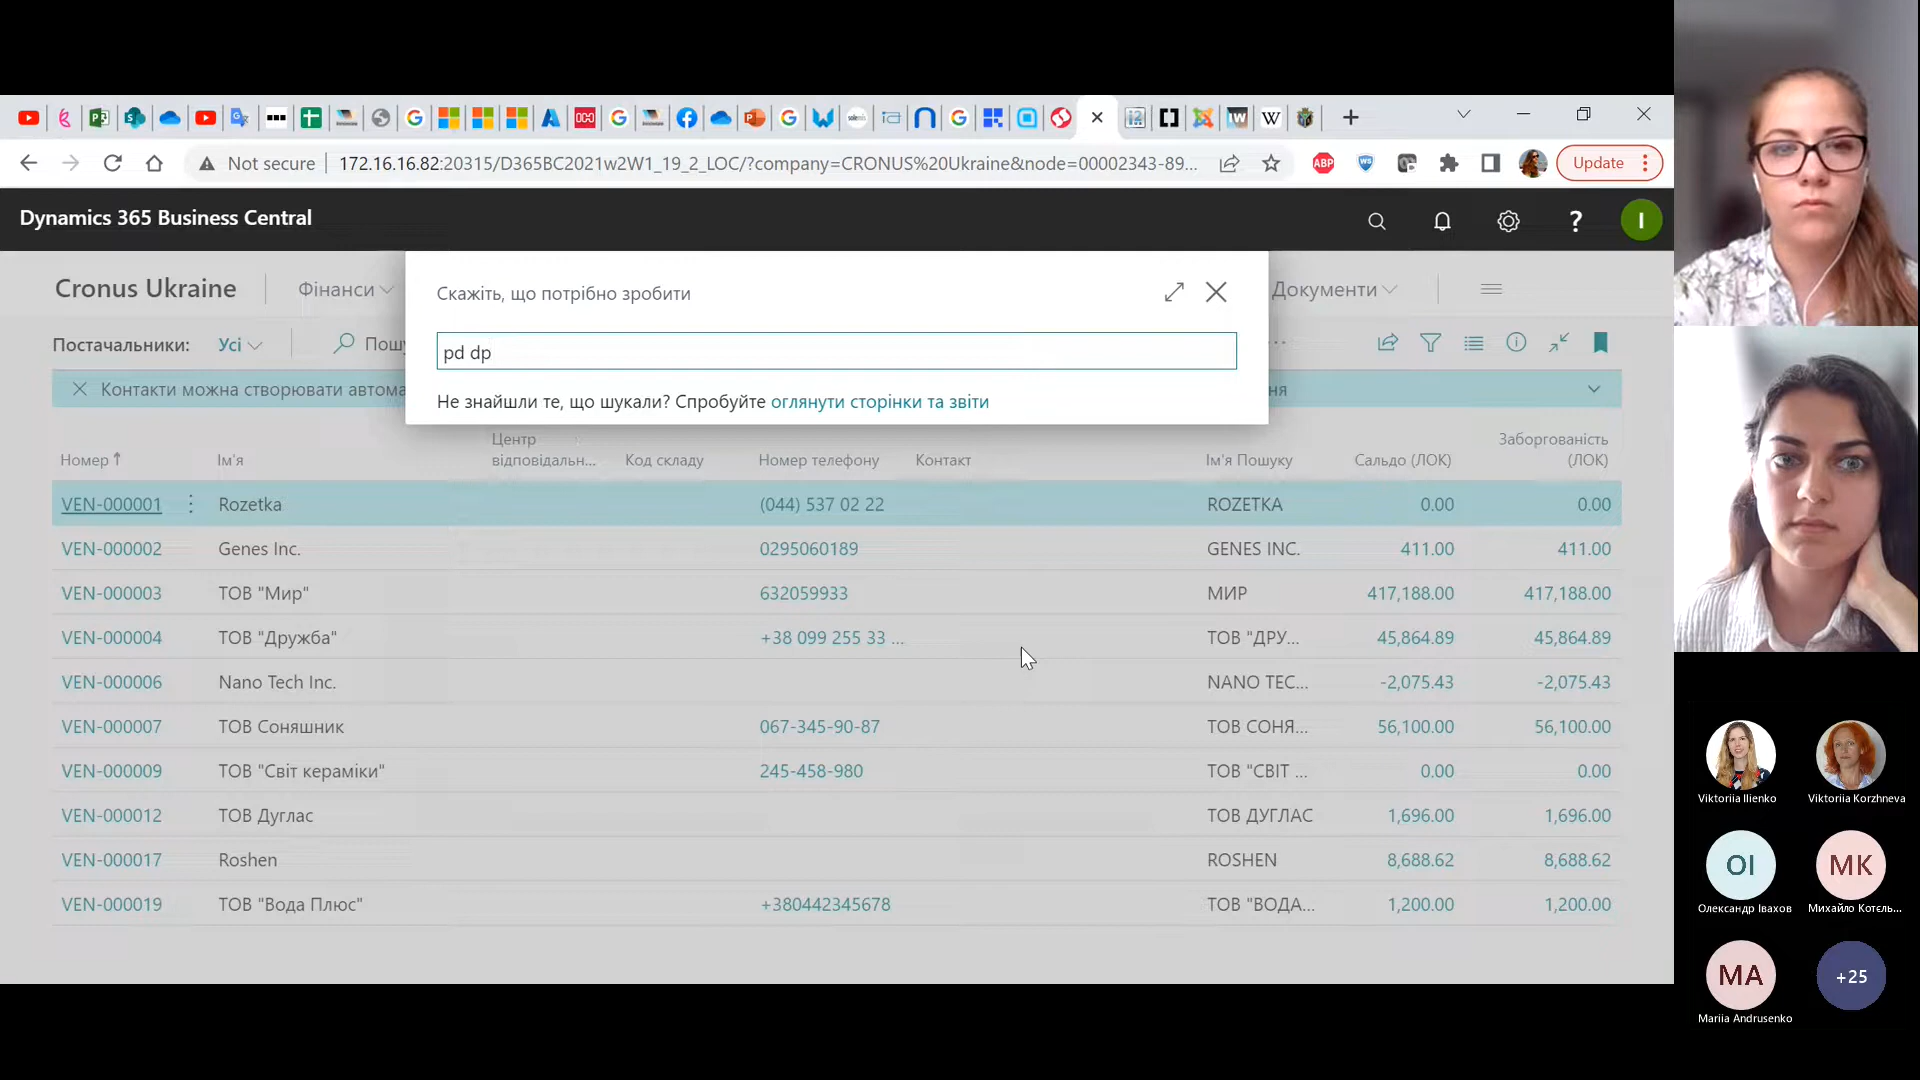 Not secure
172.16.16.82:20315/D365BC2021w2W1_19_2_LOC/?company=CRONUS%20Ukraine&node=00002343-89...
ABP
Update
Dynamics 365 Business Central
?
I
Cronus Ukraine
Фінанси
Документи
Скажіть, що потрібно зробити
pd dp
Не знайшли те, що шукали? Спробуйте оглянути сторінки та звіти
Постачальники:
Усі
Пошу
...
Контакти можна створювати автома
ня
Номер ↑
Ім'я
Центр відповідальн...
Код складу
Номер телефону
Контакт
Ім'я Пошуку
Сальдо (ЛОК)
Заборгованість (ЛОК)
VEN-000001 Rozetka (044) 537 02 22 ROZETKA 0.00 0.00
VEN-000002 Genes Inc. 0295060189 GENES INC. 411.00 411.00
VEN-000003 ТОВ "Мир" 632059933 МИР 417,188.00 417,188.00
VEN-000004 ТОВ "Дружба" +38 099 255 33 ... ТОВ "ДРУ... 45,864.89 45,864.89
VEN-000006 Nano Tech Inc. NANO TEC... -2,075.43 -2,075.43
VEN-000007 ТОВ Соняшник 067-345-90-87 ТОВ СОНЯ... 56,100.00 56,100.00
VEN-000009 ТОВ "Світ кераміки" 245-458-980 ТОВ "СВІТ ... 0.00 0.00
VEN-000012 ТОВ Дуглас ТОВ ДУГЛАС 1,696.00 1,696.00
VEN-000017 Roshen ROSHEN 8,688.62 8,688.62
VEN-000019 ТОВ "Вода Плюс" +380442345678 ТОВ "ВОДА... 1,200.00 1,200.00
Viktoriia Ilienko
Viktoriia Korzhneva
OI
Олександр Івахов
МК
Михайло Котєль...
MA
Mariia Andrusenko
+25